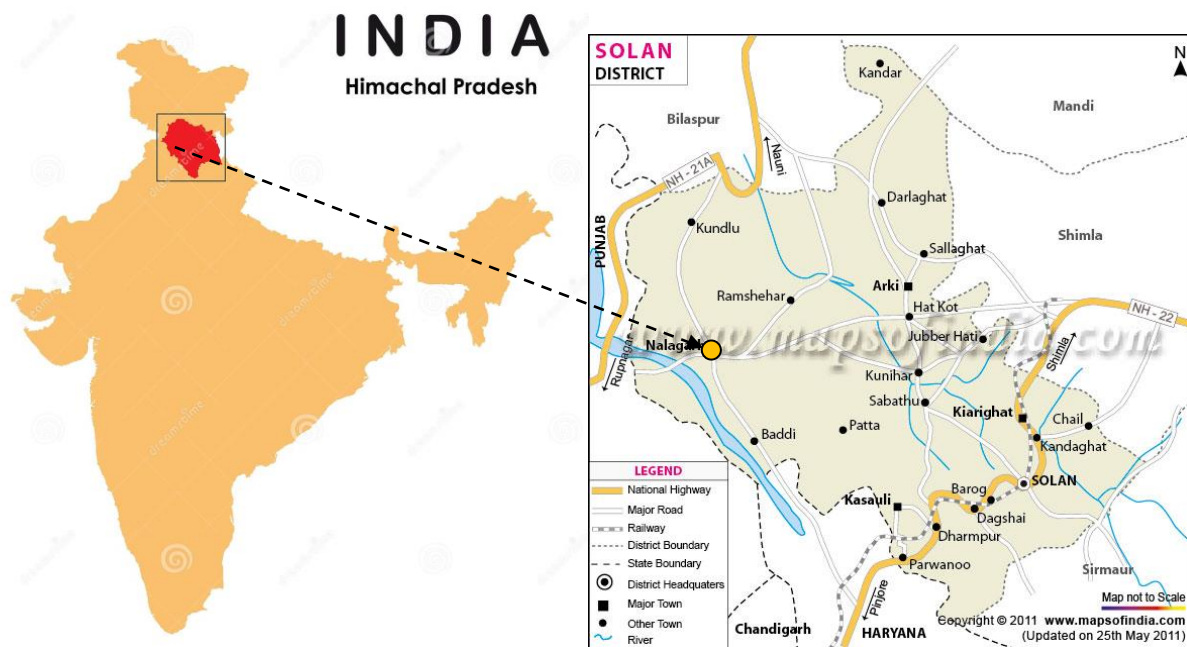 INDIA
Himachal Pradesh
dreamstime
SOLAN
DISTRICT
N
Kandar
Mandi
Bilaspur
Nauni
NH - 21A
PUNJAB
Kundlu
Darlaghat
Shimla
Sallaghat
Arki
Ramshehar
Hat Kot
NH - 22
www.mapsofindia.com
Jubber Hati
Nalagarh
Rupnagar
Shimla
Kunihar
Sabathu
Kiarighat
Chail
Patta
Baddi
Kandaghat
SOLAN
Barog
Kasauli
Dagshai
Dharmpur
Parwanoo
Sirmaur
Pinjore
Chandigarh
HARYANA
LEGEND
National Highway
Major Road
Railway
District Boundary
State Boundary
District Headquaters
Major Town
Other Town
River
Map not to Scale
Copyright © 2011 www.mapsofindia.com
(Updated on 25th May 2011)